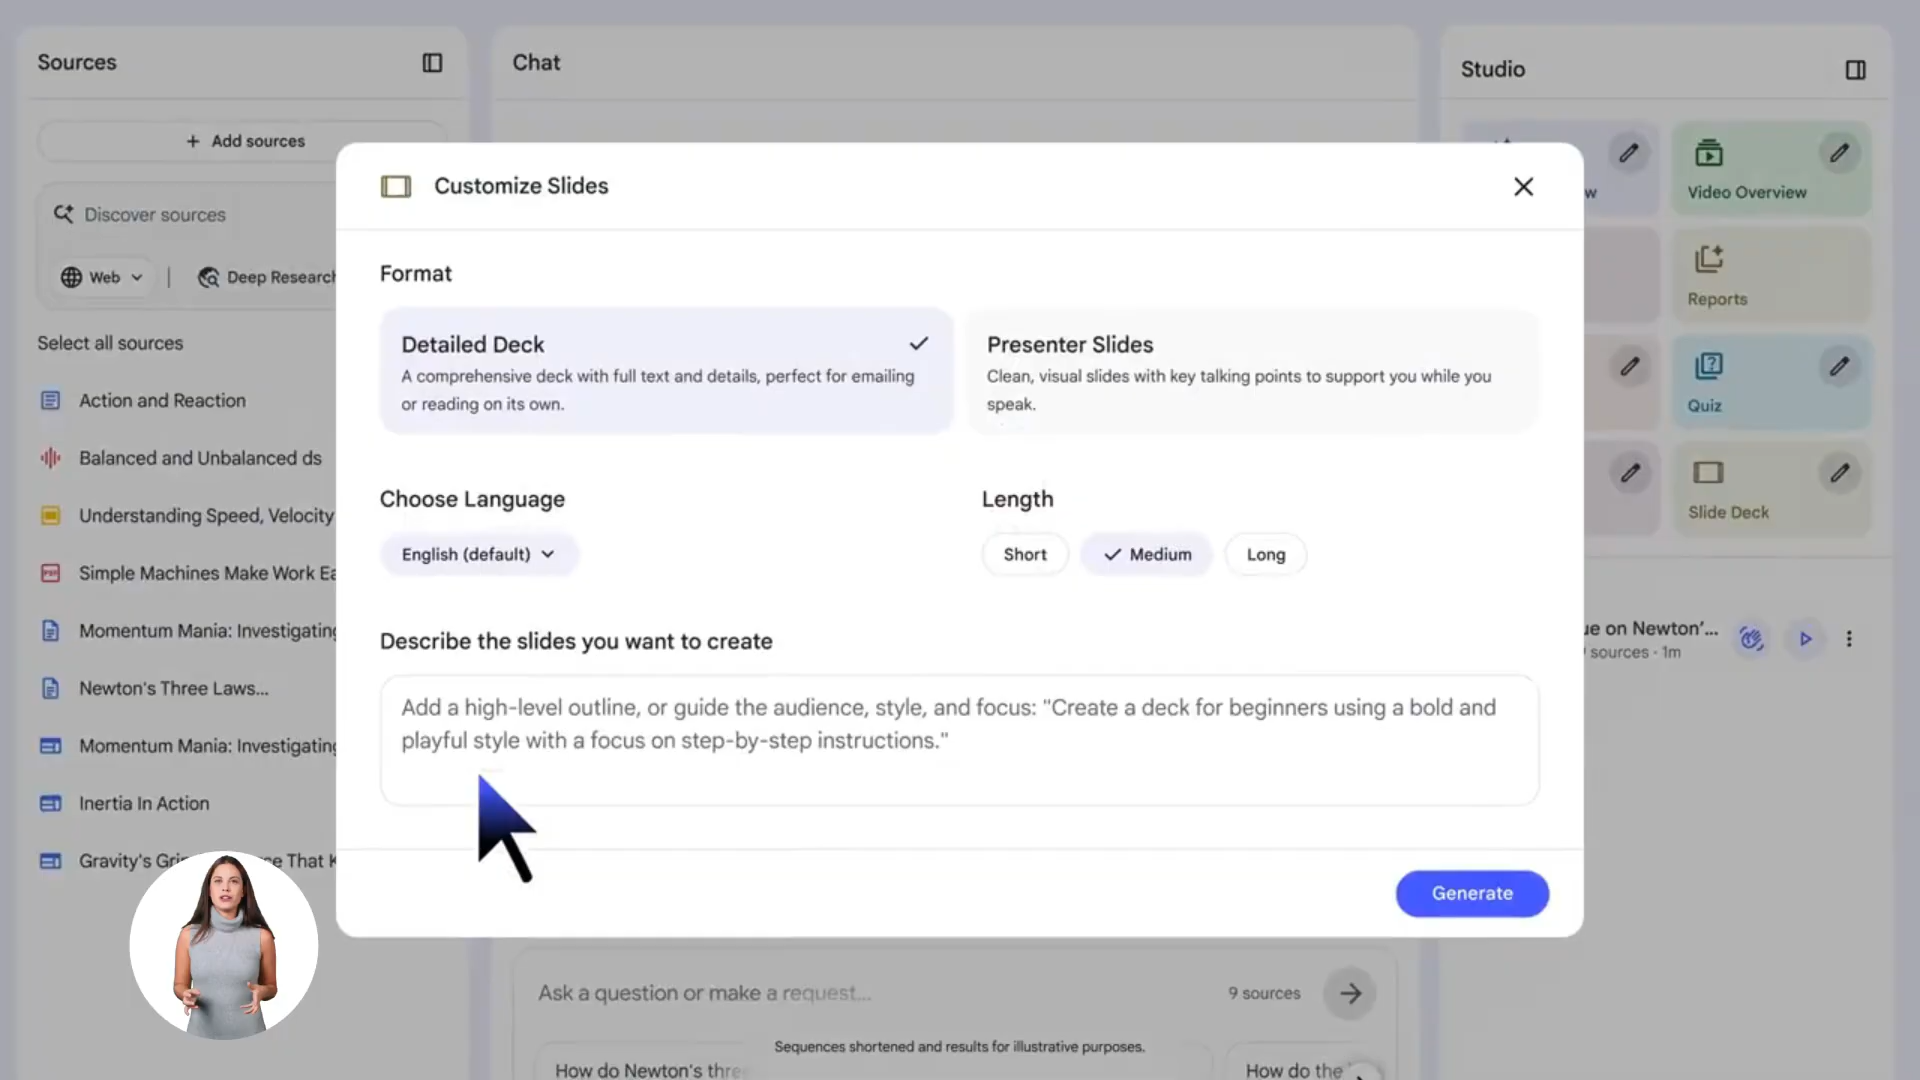 Sources
Add sources
Discover sources
Web
Deep Research
Select all sources
Action and Reaction
Balanced and Unbalanced ds
Understanding Speed, Velocity
Simple Machines Make Work
Momentum Mania: Investigating
Newton's Three Laws...
Momentum Mania: Investigating
Inertia In Action
Gravity's That
Chat
Customize Slides
Format
Detailed Deck
A comprehensive deck with full text and details, perfect for emailing
or reading on its own.
Presenter Slides
Clean, visual slides with key talking points to support you while you
speak.
Choose Language
English (default)
Length
Short
Medium
Long
Describe the slides you want to create
Add a high-level outline, or guide the audience, style, and focus: "Create a deck for beginners using a bold and
playful style with a focus on step-by-step instructions."
Generate
Ask a question or make a request...
9 sources
Sequences shortened and results for illustrative purposes.
How do Newton's three
How do the
Studio
w
Video Overview
Reports
Quiz
Slide Deck
ue on Newton'...
sources · 1m